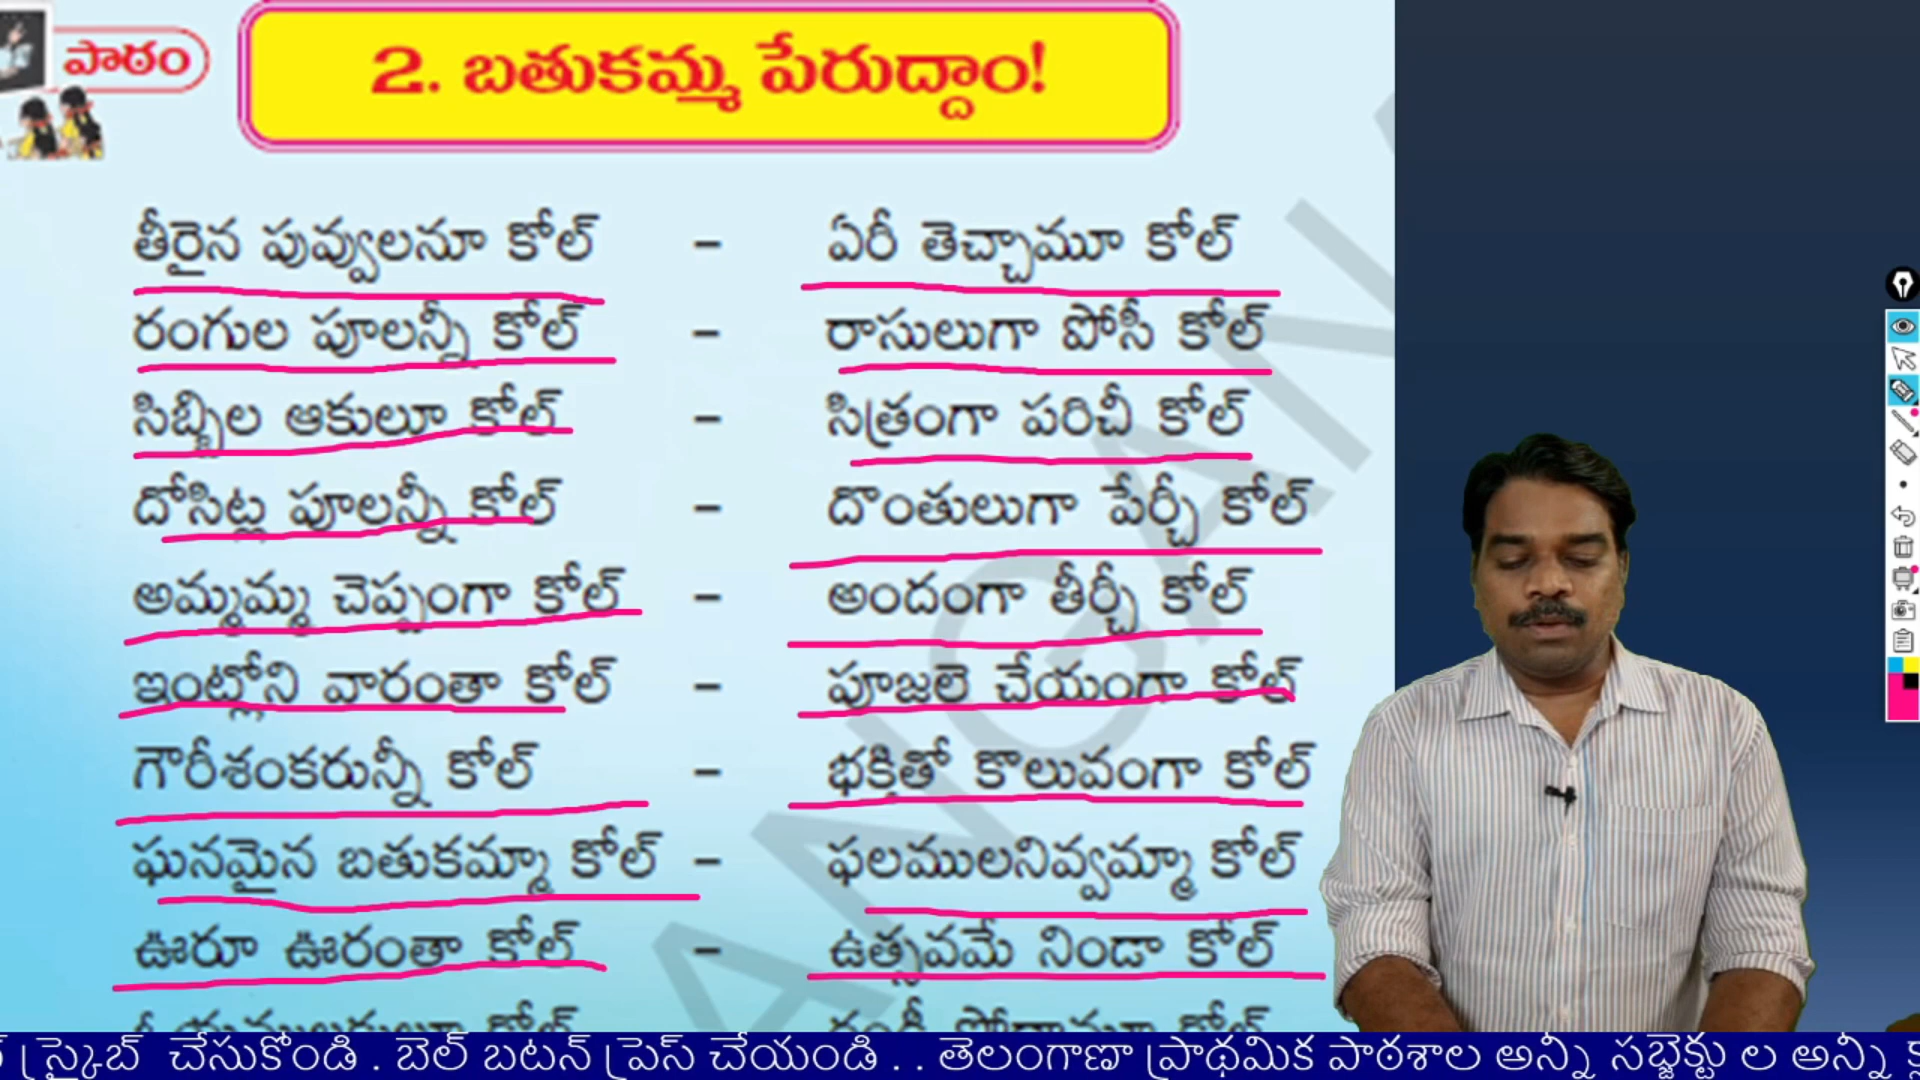 పాఠం
2. బతుకమ్మ పేరుద్దాం!
తీరైన పువ్వులనూ కోల్ - ఏరీ తెచ్చామూ కోల్
రంగుల పూలన్నీ కోల్ - రాసులుగా పోసీ కోల్
సిబ్బిల ఆకులూ కోల్ - సిత్రంగా పరిచీ కోల్
దోసిట్ల పూలన్నీ కోల్ - దొంతులుగా పేర్చీ కోల్
అమ్మమ్మ చెప్పంగా కోల్ - అందంగా తీర్చీ కోల్
ఇంట్లోని వారంతా కోల్ - పూజలె చేయంగా కోల్
గౌరీశంకరున్నీ కోల్ - భక్తితో కొలువంగా కోల్
ఘనమైన బతుకమ్మా కోల్ - ఫలములనివ్వమ్మా కోల్
ఊరూ ఊరంతా కోల్ - ఉత్సవమే నిండా కోల్
కోల్ కోల్
చేసుకోండి . బెల్ బటన్ ప్రెస్ చేయండి . . తెలంగాణా ప్రాథమిక పాఠశాల అన్నీ సబ్జెక్టు ల అన్నీ